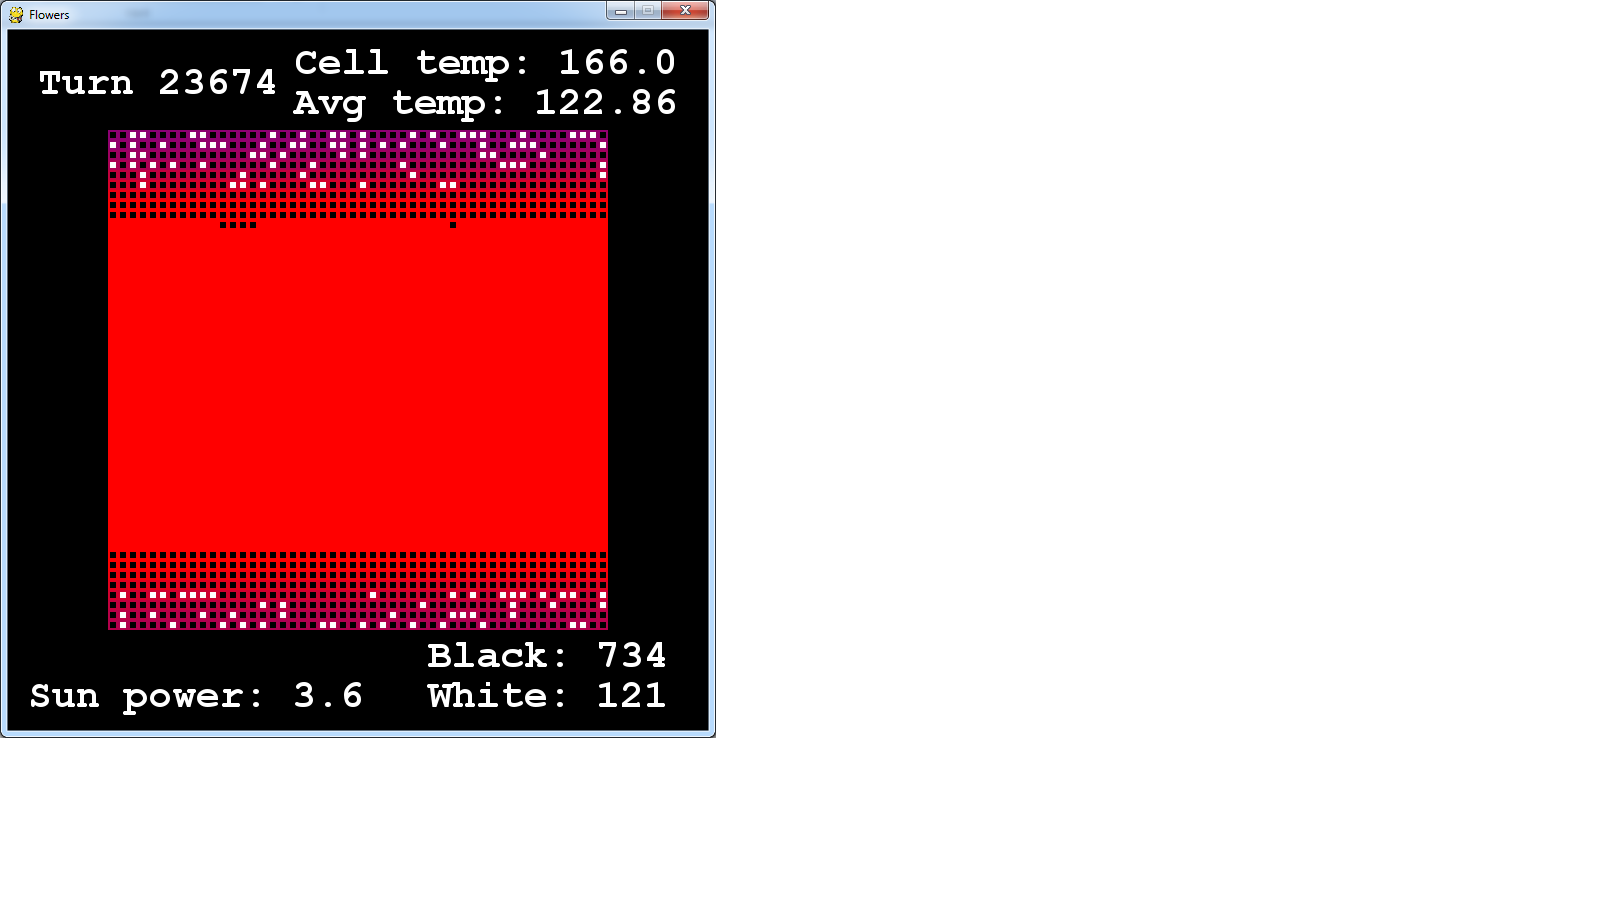 Flowers
Turn 23674
Cell temp: 166.0
Avg temp: 122.86
Black: 734
Sun power: 3.6
White: 121